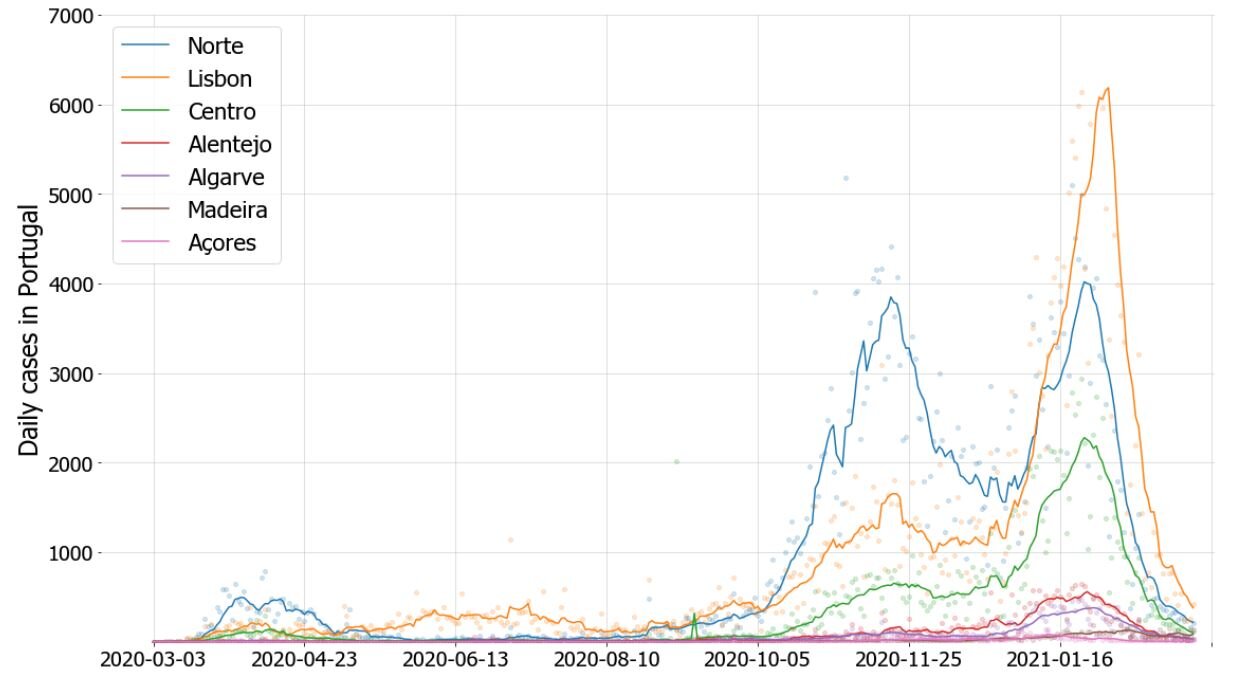 7000
6000
5000
4000
3000
2000
1000
Daily cases in Portugal
Norte
Lisbon
Centro
Alentejo
Algarve
Madeira
Açores
2020-03-03 2020-04-23 2020-06-13 2020-08-10 2020-10-05 2020-11-25 2021-01-16